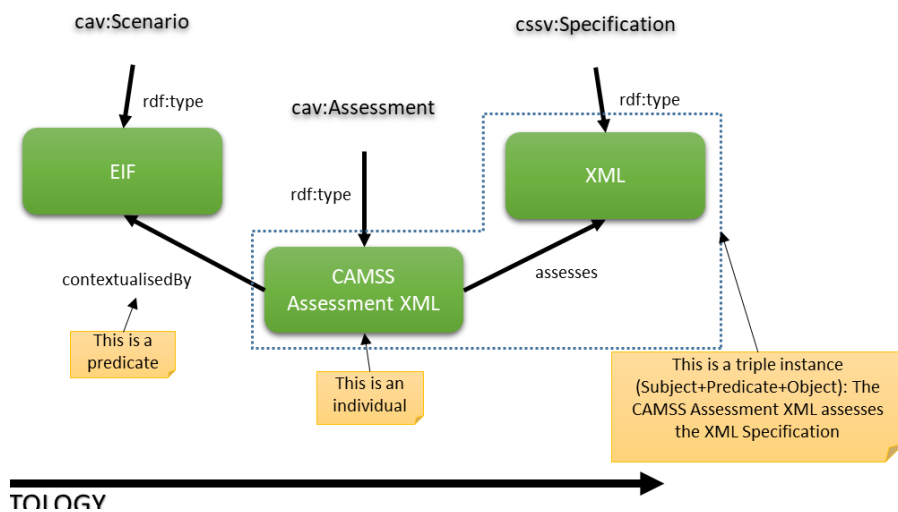 cav:Scenario
cssv:Specification
rdf:type
rdf:type
cav:Assessment
EIF
XML
rdf:type
contextualisedBy
CAMSS
Assessment XML
assesses
This is a
predicate
This is an
individual
This is a triple instance
(Subject+Predicate+Object): The
CAMSS Assessment XML assesses
the XML Specification
TOLOGY